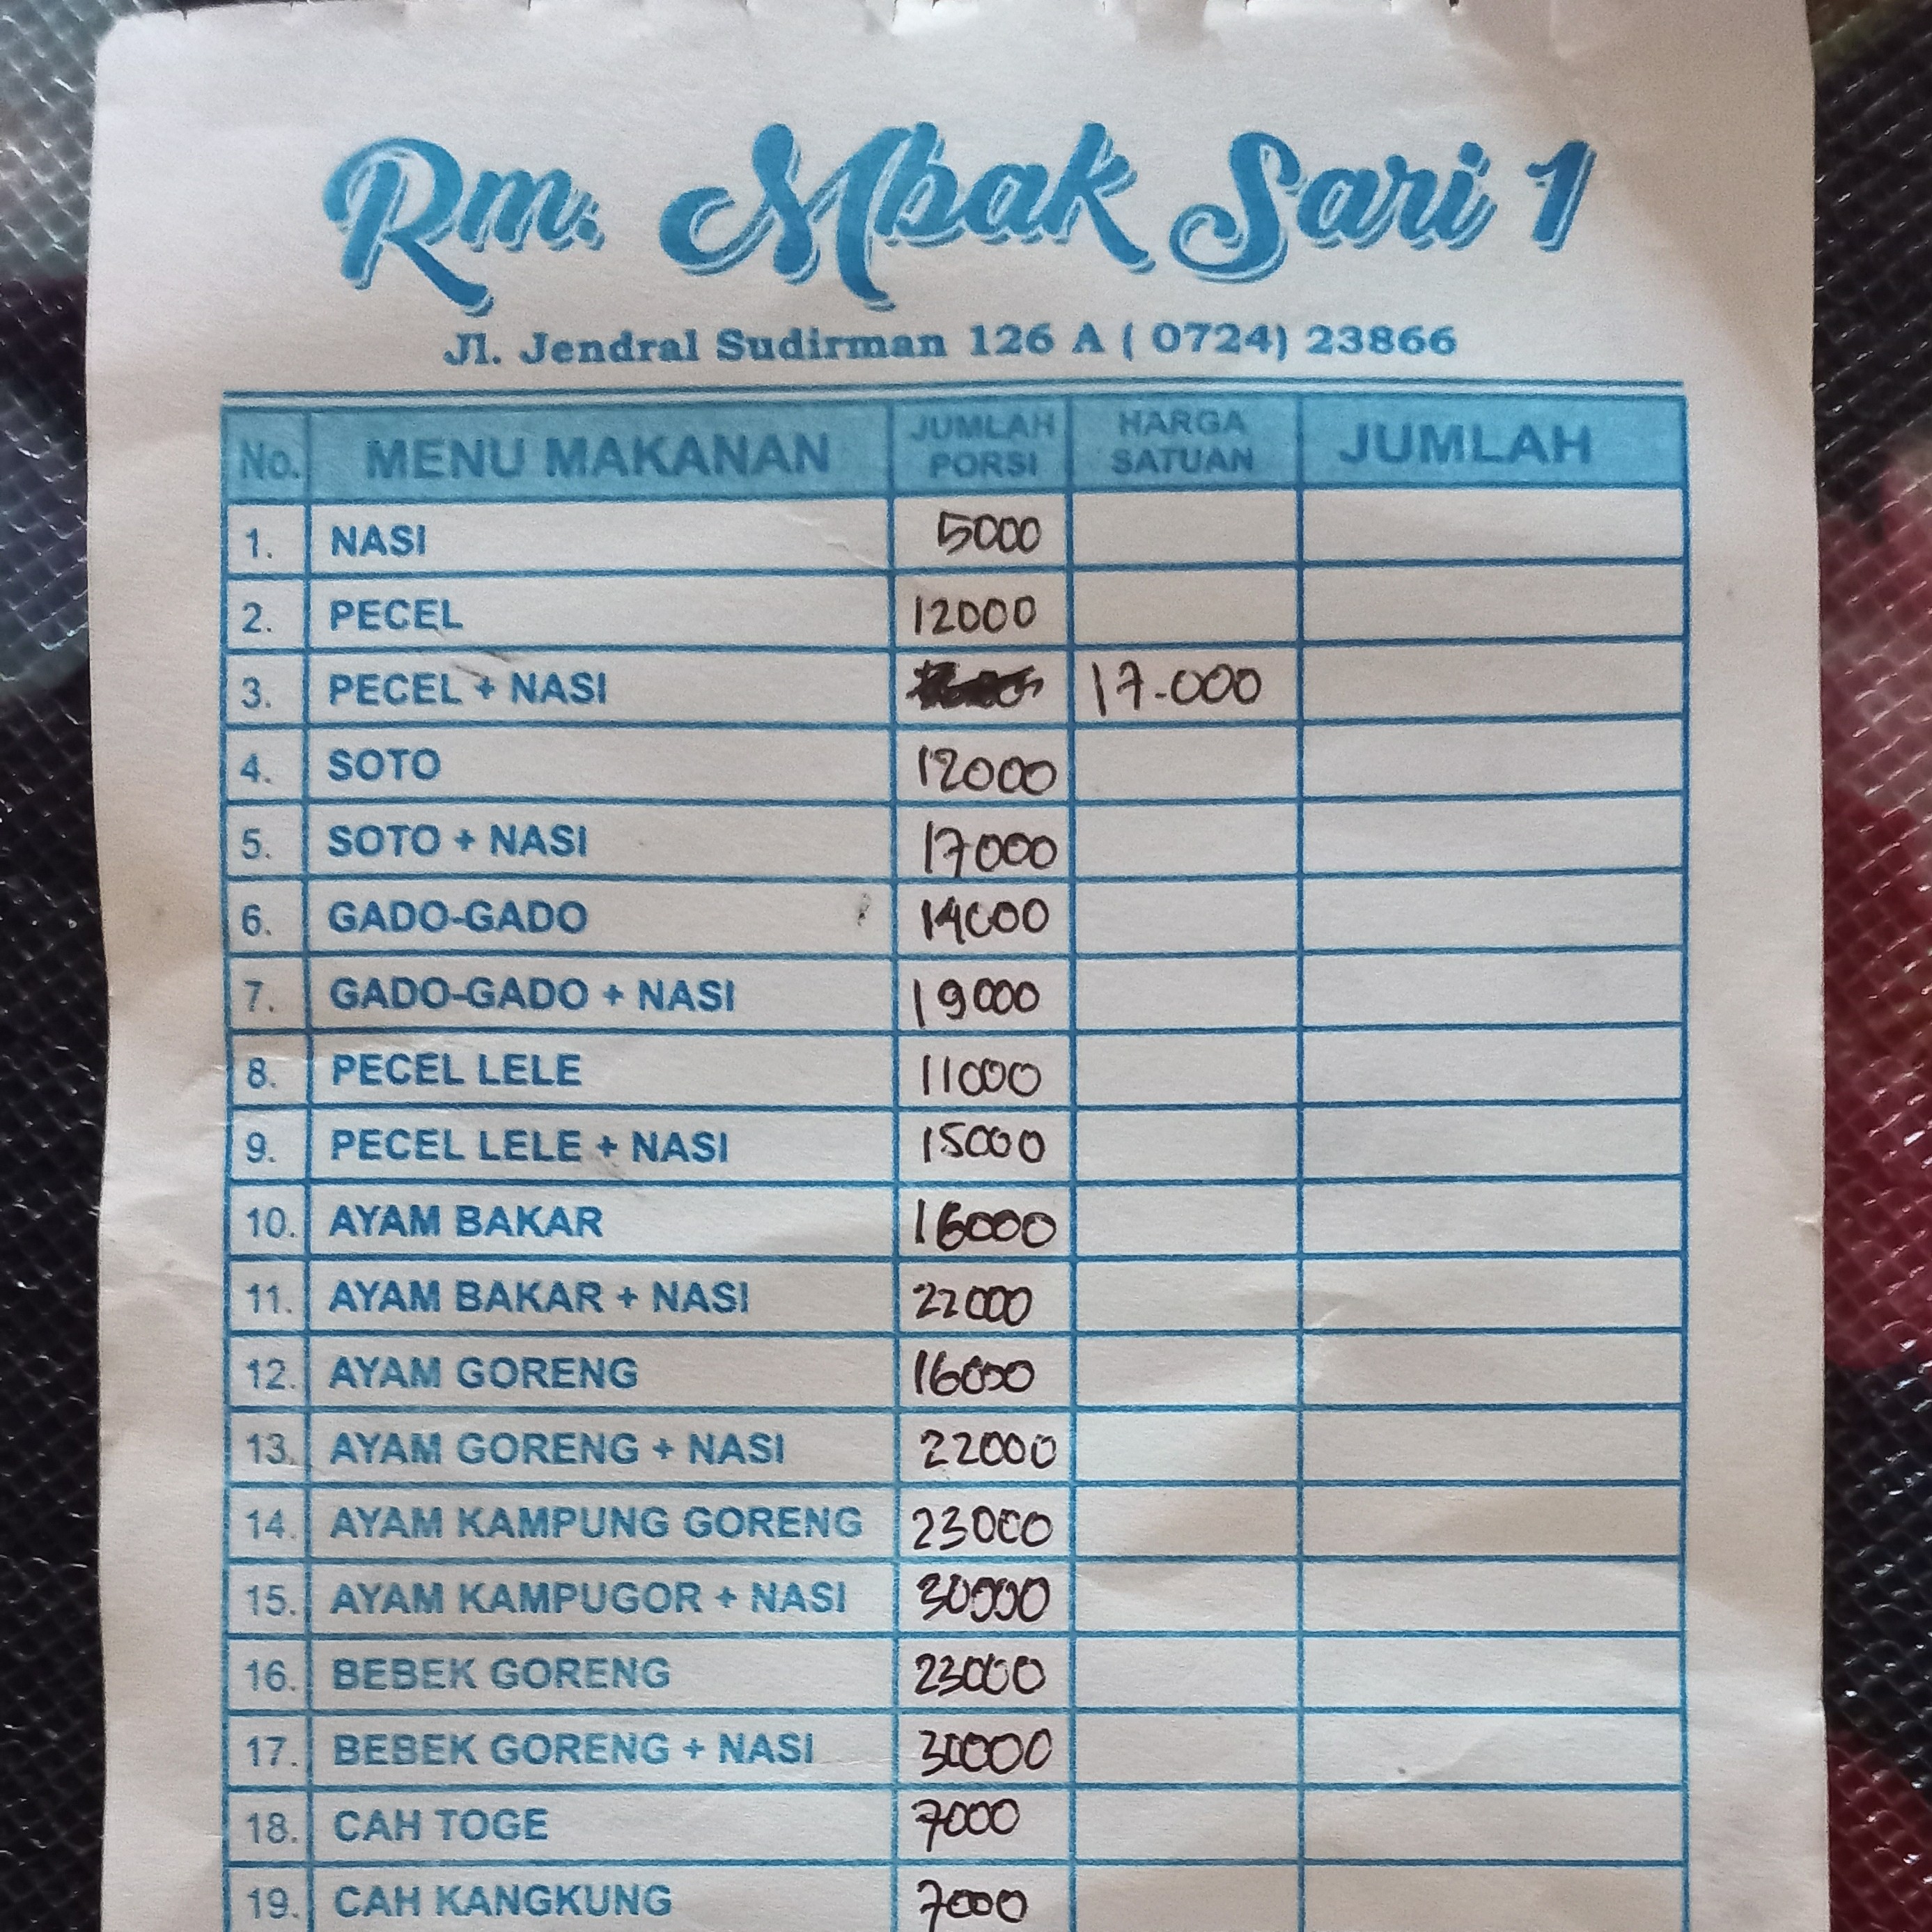 Rm. Mbak Sari 1
Jl. Jendral Sudirman 126 A ( 0724) 23866
No. MENU MAKANAN JUMLAH PORSI HARGA SATUAN JUMLAH
1. NASI 5000
2. PECEL 12000
3. PECEL + NASI 17.000
4. SOTO 12000
5. SOTO + NASI 17000
6. GADO-GADO 14000
7. GADO-GADO + NASI 19000
8. PECEL LELE 11000
9. PECEL LELE + NASI 15000
10. AYAM BAKAR 16000
11. AYAM BAKAR + NASI 22000
12. AYAM GORENG 16000
13. AYAM GORENG + NASI 22000
14. AYAM KAMPUNG GORENG 23000
15. AYAM KAMPUGOR + NASI 30000
16. BEBEK GORENG 23000
17. BEBEK GORENG + NASI 30000
18. CAH TOGE 7000
19. CAH KANGKUNG 7000